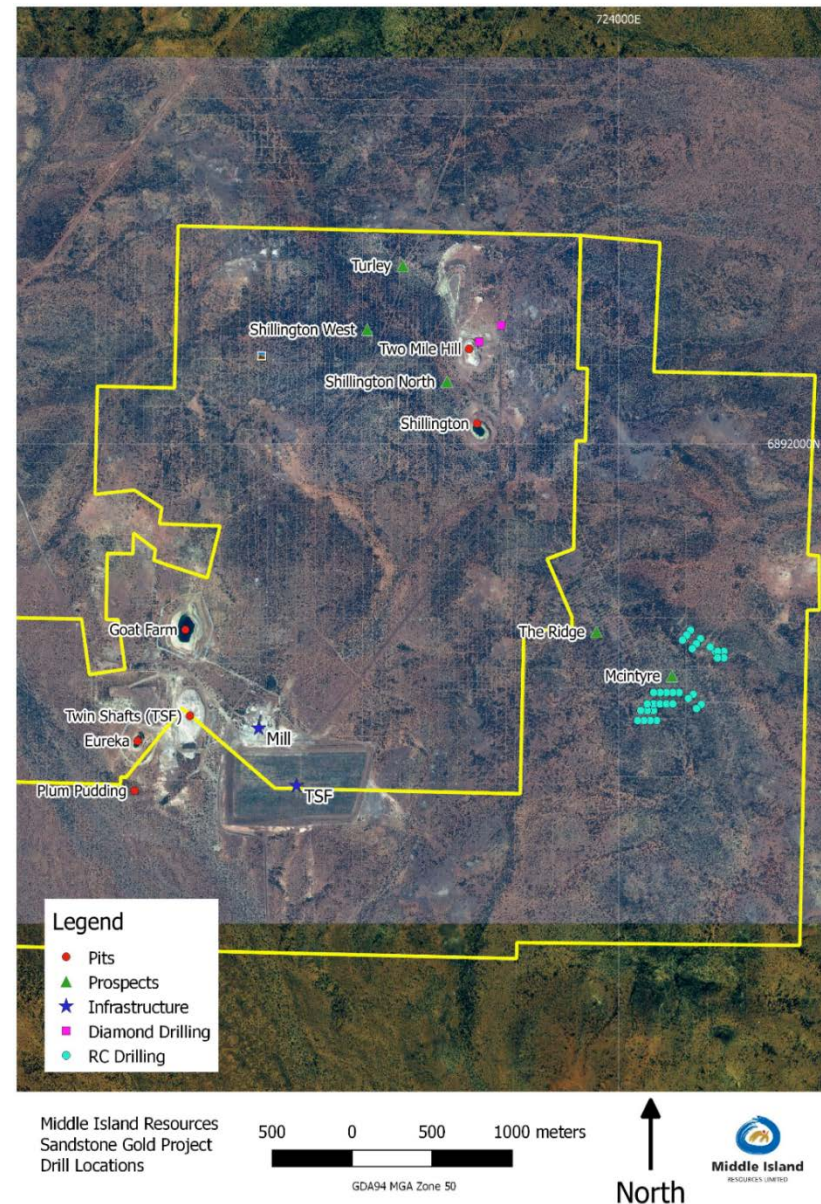 724000E
Turley
Shillington West
Two Mile Hill
Shillington North
Shillington
6892000N
Goat Farm
The Ridge
Mcintyre
Twin Shafts (TSF)
Eureka
Mill
Plum Pudding
TSF
Legend
Pits
Prospects
Infrastructure
Diamond Drilling
RC Drilling
Middle Island Resources
Sandstone Gold Project
Drill Locations
500 0 500 1000 meters
GDA94 MGA Zone 50
North
Middle Island
RESOURCES LIMITED